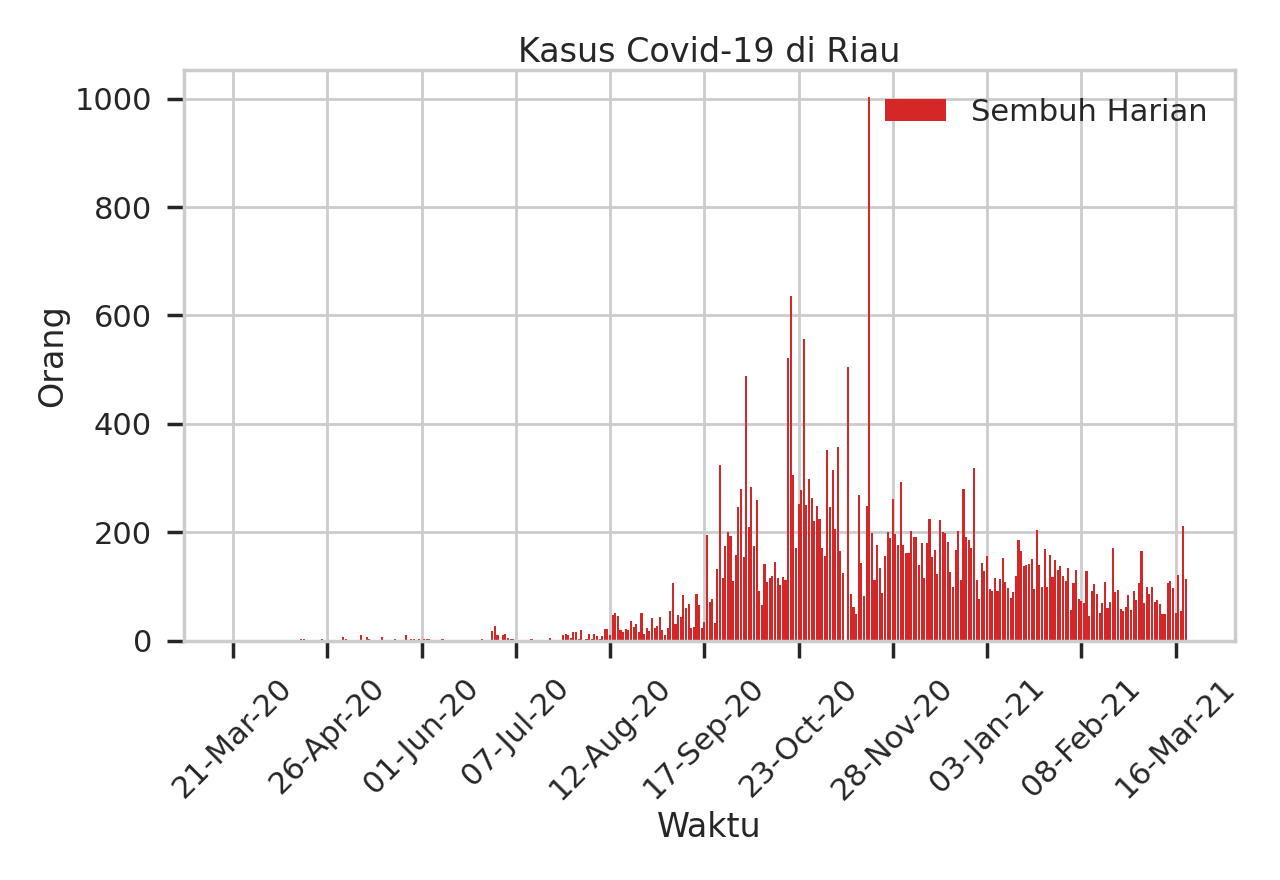 Kasus Covid-19 di Riau
Sembuh Harian
Orang
1000
800
600
400
200
0
21-Mar-20
26-Apr-20
01-Jun-20
07-Jul-20
12-Aug-20
17-Sep-20
23-Oct-20
28-Nov-20
03-Jan-21
08-Feb-21
16-Mar-21
Waktu